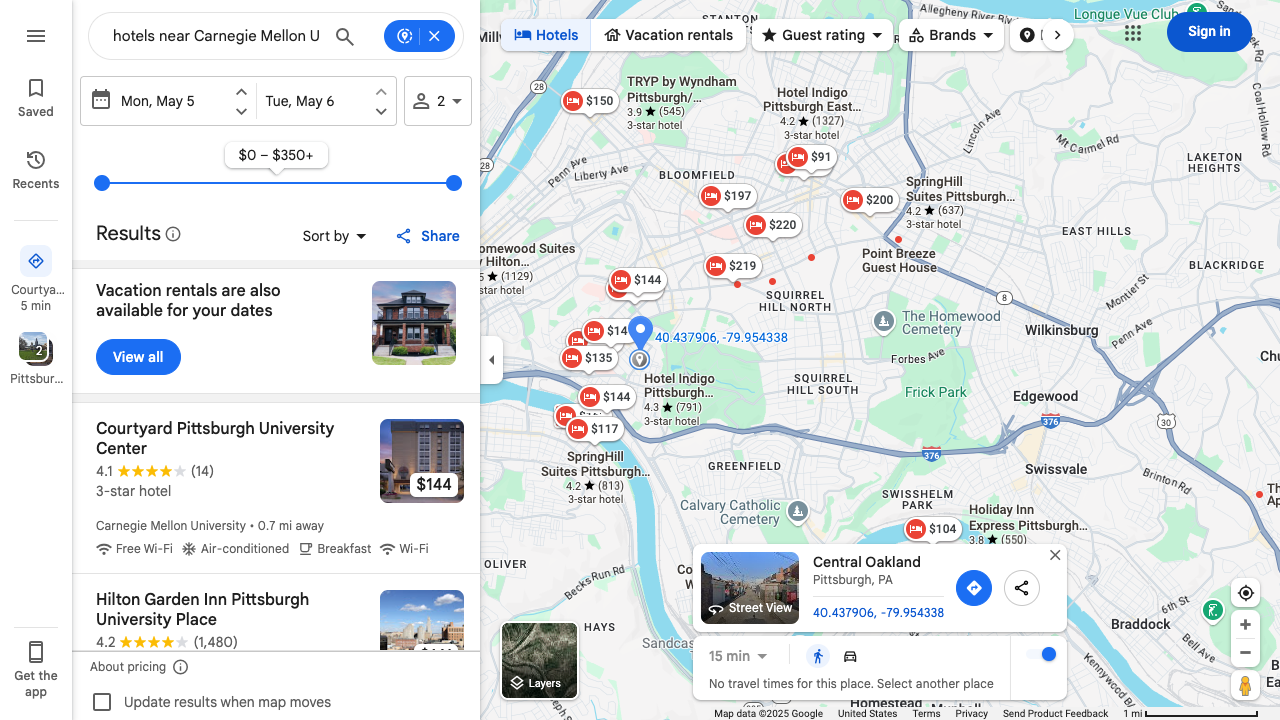 hotels near Carnegie Mellon U
Saved
Recents
Courtya...
5 min
2
Pittsbur...
Get the
app
Mon, May 5
Tue, May 6
2
$0 – $350+
Results
Sort by
Share
Vacation rentals are also
available for your dates
View all
Courtyard Pittsburgh University
Center
4.1 (14)
3-star hotel
$144
Carnegie Mellon University • 0.7 mi away
Free Wi-Fi Air-conditioned Breakfast Wi-Fi
Hilton Garden Inn Pittsburgh
University Place
4.2 (1,480)
About pricing
Update results when map moves
Hotels
Vacation rentals
Guest rating
Brands
Sign in
STANTON
Allegheny River Blvd
Longue Vue Club
28
$150
TRYP by Wyndham
Pittsburgh/...
3.9 ★ (545)
3-star hotel
Hotel Indigo
Pittsburgh East...
4.2 ★ (1327)
3-star hotel
Lincoln Ave
Coal Hollow Rd
Mt Carmel Rd
LAKETON
HEIGHTS
28
Penn Ave
Liberty Ave
BLOOMFIELD
$91
$197
$200
SpringHill
Suites Pittsburgh...
4.2 ★ (637)
3-star hotel
$220
EAST HILLS
Point Breeze
Guest House
BLACKRIDGE
omewood Suites
y Hilton...
5 ★ (1129)
3-star hotel
$219
$144
SQUIRREL
HILL NORTH
8
Montier St
The Homewood
Cemetery
Wilkinsburg
Penn Ave
40.437906, -79.954338
$135
Forbes Ave
Hotel Indigo
Pittsburgh...
4.3 ★ (791)
3-star hotel
SQUIRREL
HILL SOUTH
Frick Park
Edgewood
376
30
$144
$117
376
GREENFIELD
SpringHill
Suites Pittsburgh...
4.2 ★ (813)
3-star hotel
Swissvale
Brinton Rd
SWISSHELM
PARK
Calvary Catholic
Cemetery
Holiday Inn
Express Pittsburgh...
3.8 ★ (550)
$104
OLIVER
Becks Run Rd
HAYS
Central Oakland
Pittsburgh, PA
40.437906, -79.954338
Street View
15 min
No travel times for this place. Select another place
Braddock
6th St
Bell Ave
Kennywood Bl
Layers
Homestead
Map data ©2025 Google
United States
Terms
Privacy
Send Product Feedback
1 mi